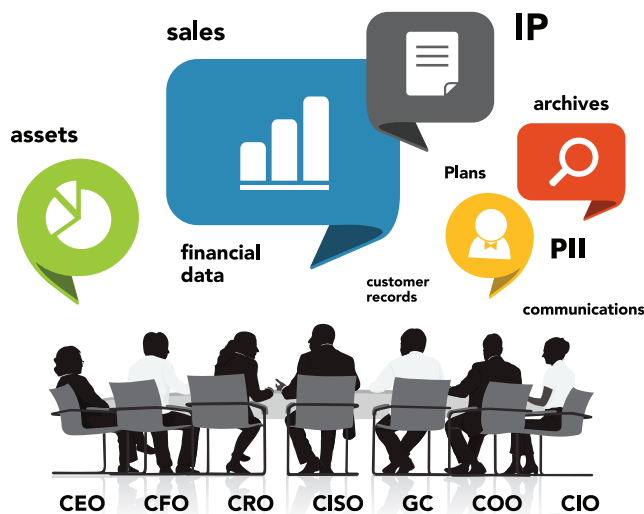 sales
IP
archives
assets
Plans
financial
data
PII
customer
records
communications
CEO CFO CRO CISO GC COO CIO